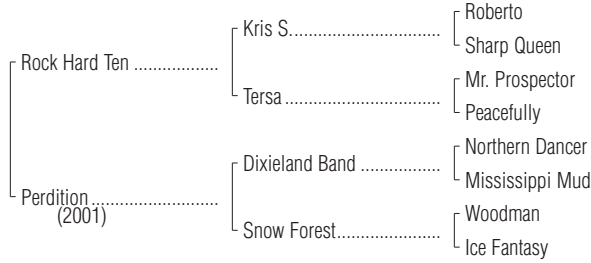 Roberto
Kris S.
Sharp Queen
Rock Hard Ten
Mr. Prospector
Tersa
Peacefully
Northern Dancer
Dixieland Band
Mississippi Mud
Perdition
(2001)
Woodman
Snow Forest
Ice Fantasy